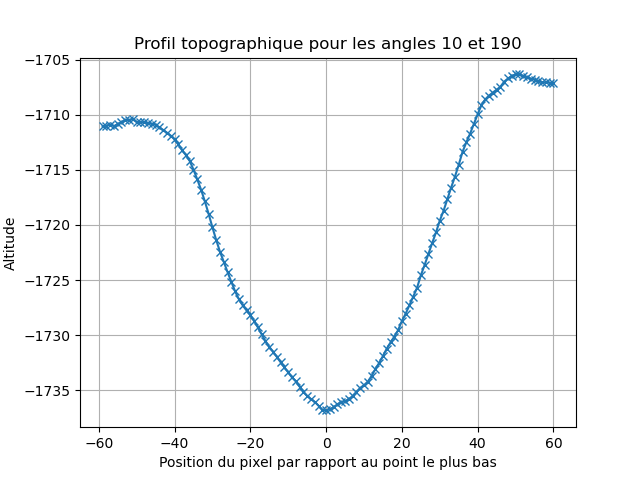 Profil topographique pour les angles 10 et 190
Altitude
−1705
−1710
−1715
−1720
−1725
−1730
−1735
−60 −40 −20 0 20 40 60
Position du pixel par rapport au point le plus bas